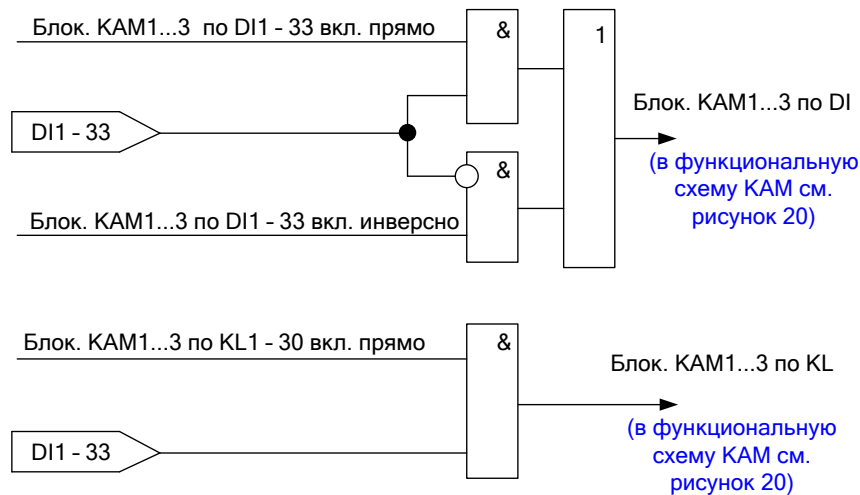 Блок. КАМ1...3 по DI1 - 33 вкл. прямо
&
1
DI1 - 33
Блок. КАМ1...3 по DI
(в функциональную
схему КАМ см.
рисунок 20)
&
Блок. КАМ1...3 по DI1 - 33 вкл. инверсно
Блок. КАМ1...3 по KL1 - 30 вкл. прямо
&
Блок. КАМ1...3 по KL
DI1 - 33
(в функциональную
схему КАМ см.
рисунок 20)